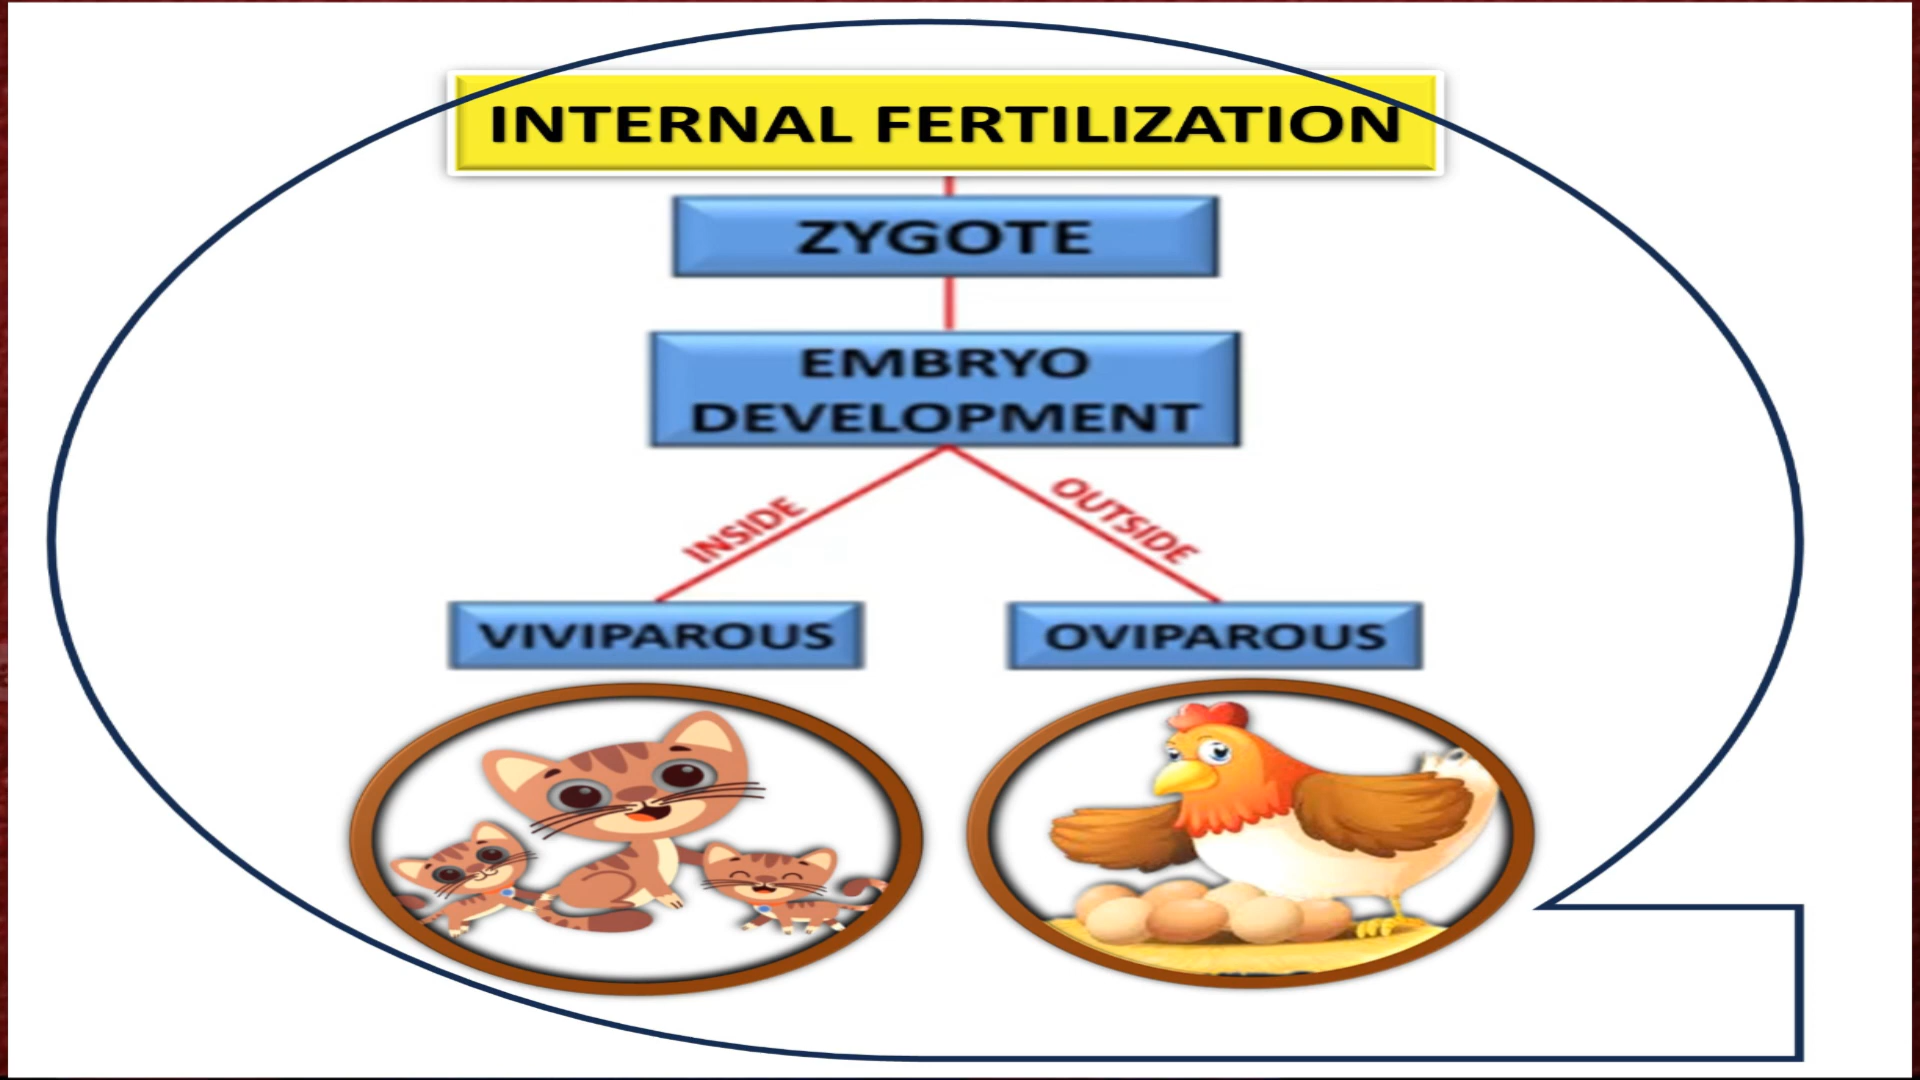 INTERNAL FERTILIZATION
ZYGOTE
EMBRYO
DEVELOPMENT
INSIDE
OUTSIDE
VIVIPAROUS
OVIPAROUS